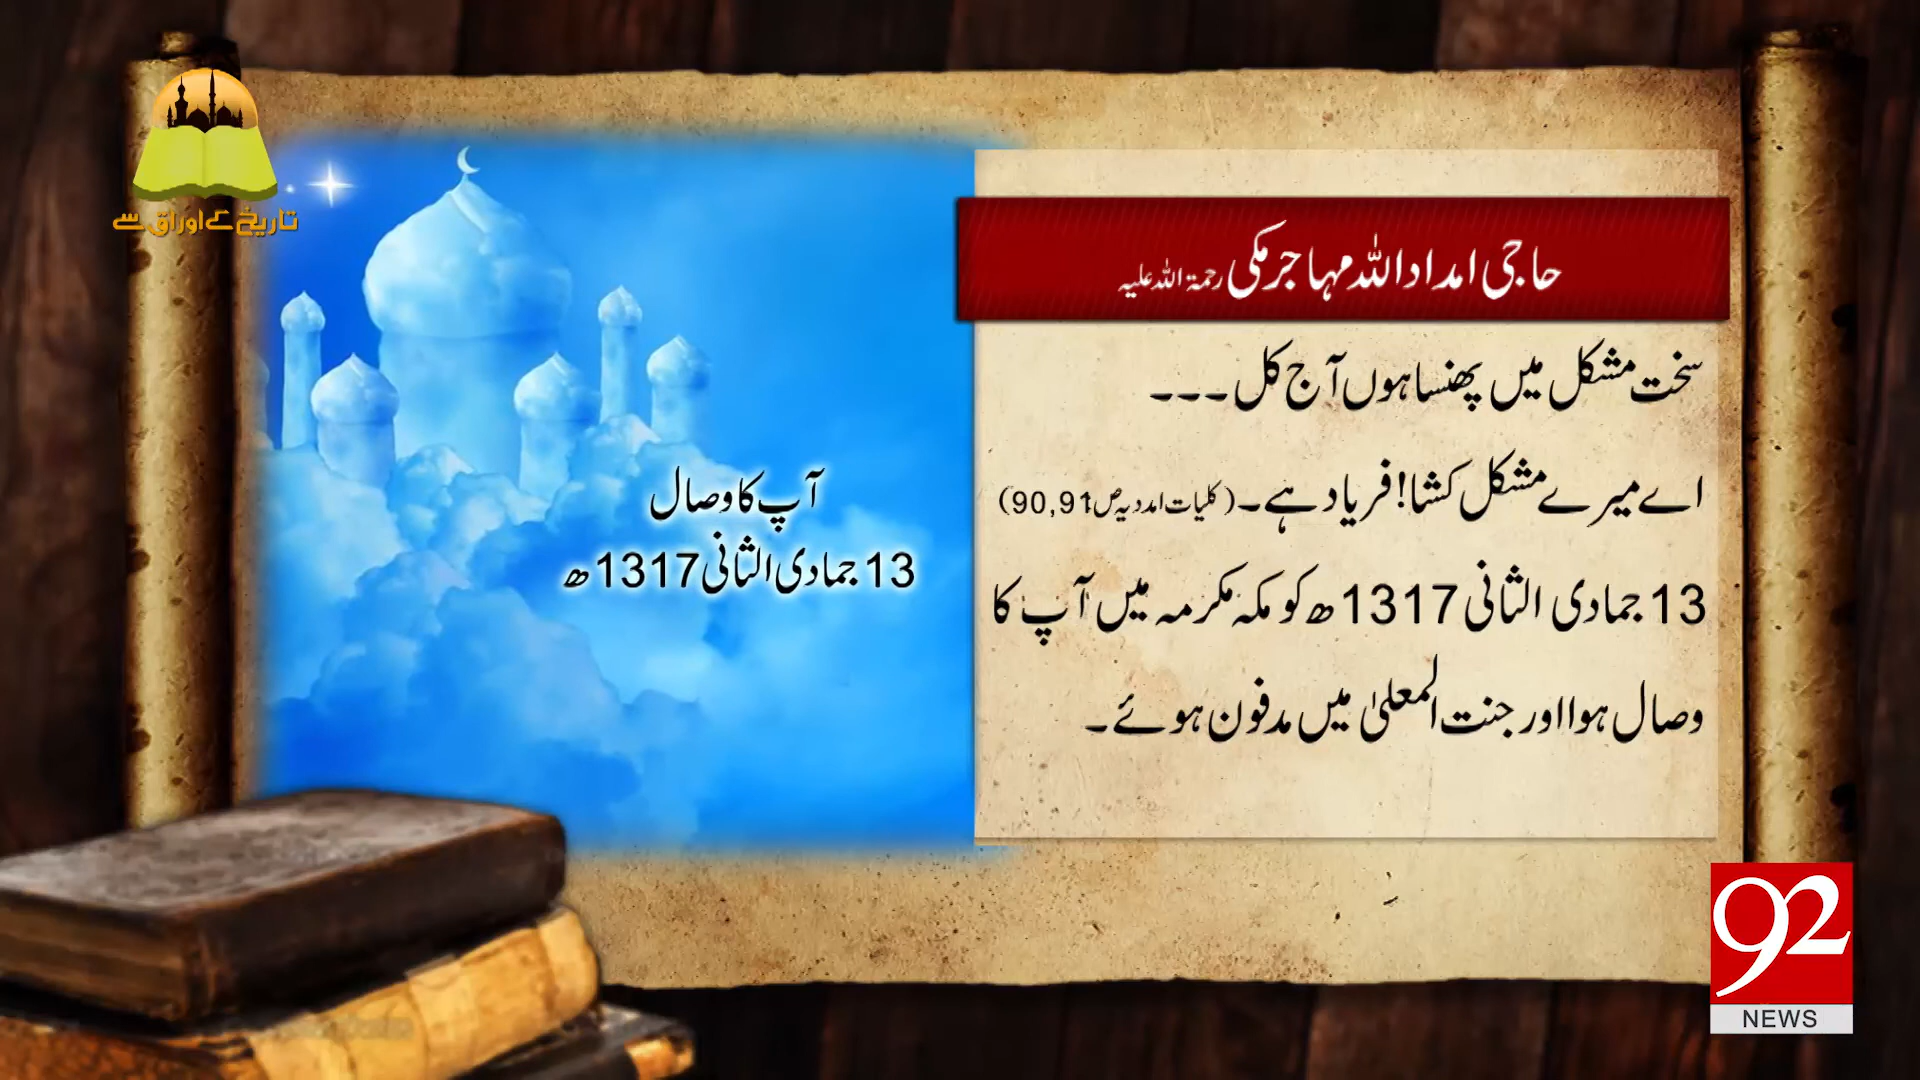 تاریخ کے اوراق سے
حاجی امداد اللہ مہاجر مکی رحمۃ اللہ علیہ
سخت مشکل میں پھنسا ہوں آج کل ۔۔۔
اے میرے مشکل کشا! فریاد ہے۔ (کلیات امددیہ ص 90,91)
13 جمادی الثانی 1317ھ کو مکہ مکرمہ میں آپ کا
وصال ہوا اور جنت المعلیٰ میں مدفون ہوئے۔
آپ کا وصال
13 جمادی الثانی 1317ھ
92
NEWS